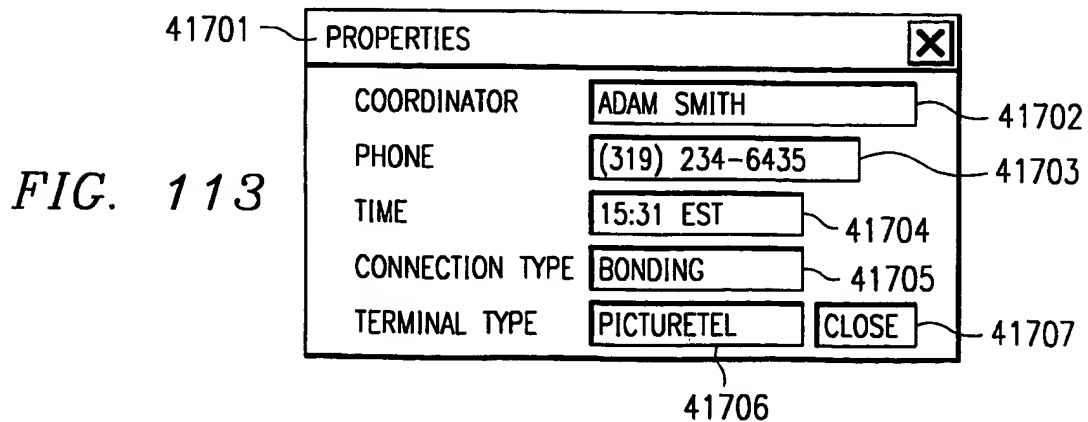 41701 PROPERTIES
COORDINATOR ADAM SMITH 41702
PHONE (319) 234-6435 41703
FIG. 113
TIME 15:31 EST 41704
CONNECTION TYPE BONDING 41705
TERMINAL TYPE PICTURETEL CLOSE 41707
41706